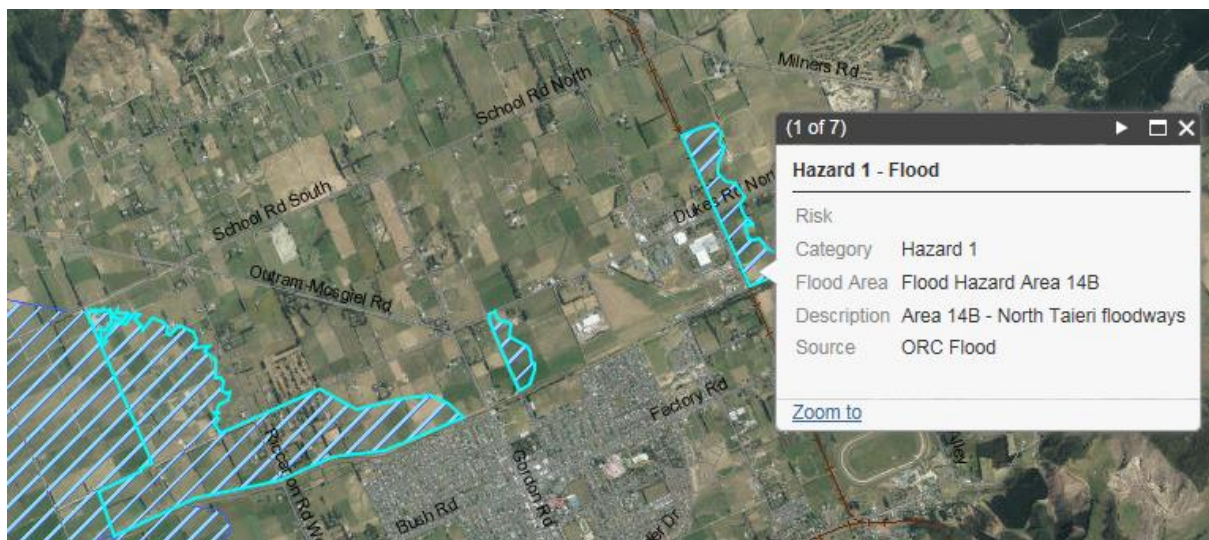 Milners Rd
School Rd North
(1 of 7)
Hazard 1 - Flood
Dukes Rd Nort
School Rd South
Risk
Category Hazard 1
Flood Area Flood Hazard Area 14B
Outram-Mosgiel Rd
Description Area 14B - North Taieri floodways
Source ORC Flood
Factory Rd
Zoom to
Riccarton Rd W
Gordon Rd
Bush Rd